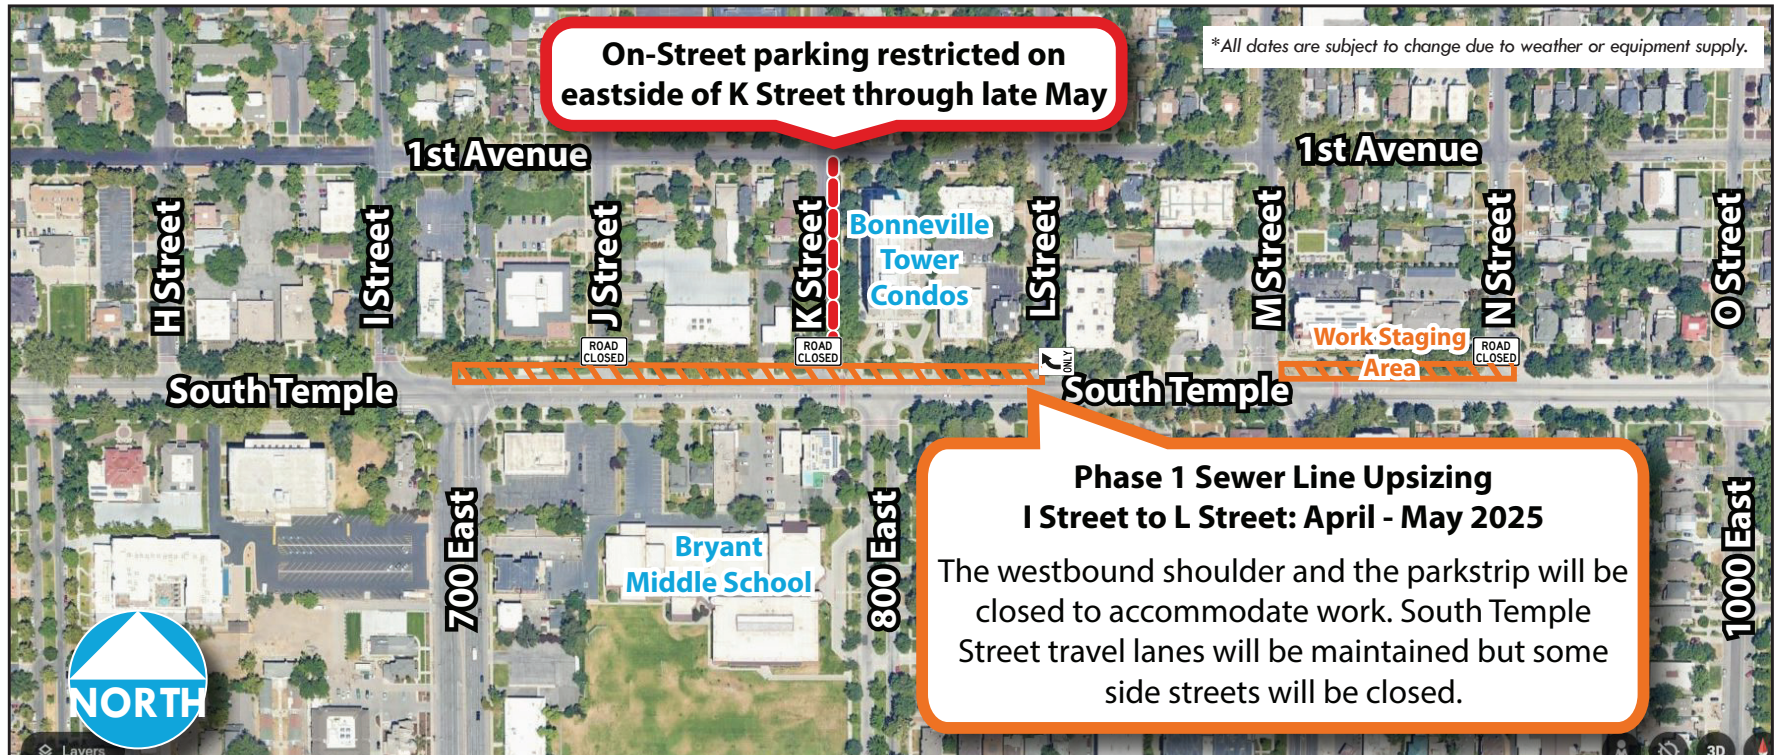 On-Street parking restricted on
eastside of K Street through late May
*All dates are subject to change due to weather or equipment supply.
1st Avenue
1st Avenue
H Street
I Street
J Street
K Street
Bonneville
Tower
Condos
L Street
M Street
N Street
O Street
ROAD
CLOSED
ROAD
CLOSED
ONLY
Work Staging
Area
ROAD
CLOSED
South Temple
South Temple
Phase 1 Sewer Line Upsizing
I Street to L Street: April - May 2025
The westbound shoulder and the parkstrip will be
closed to accommodate work. South Temple
Street travel lanes will be maintained but some
side streets will be closed.
700 East
Bryant
Middle School
800 East
1000 East
NORTH
Layers
3D